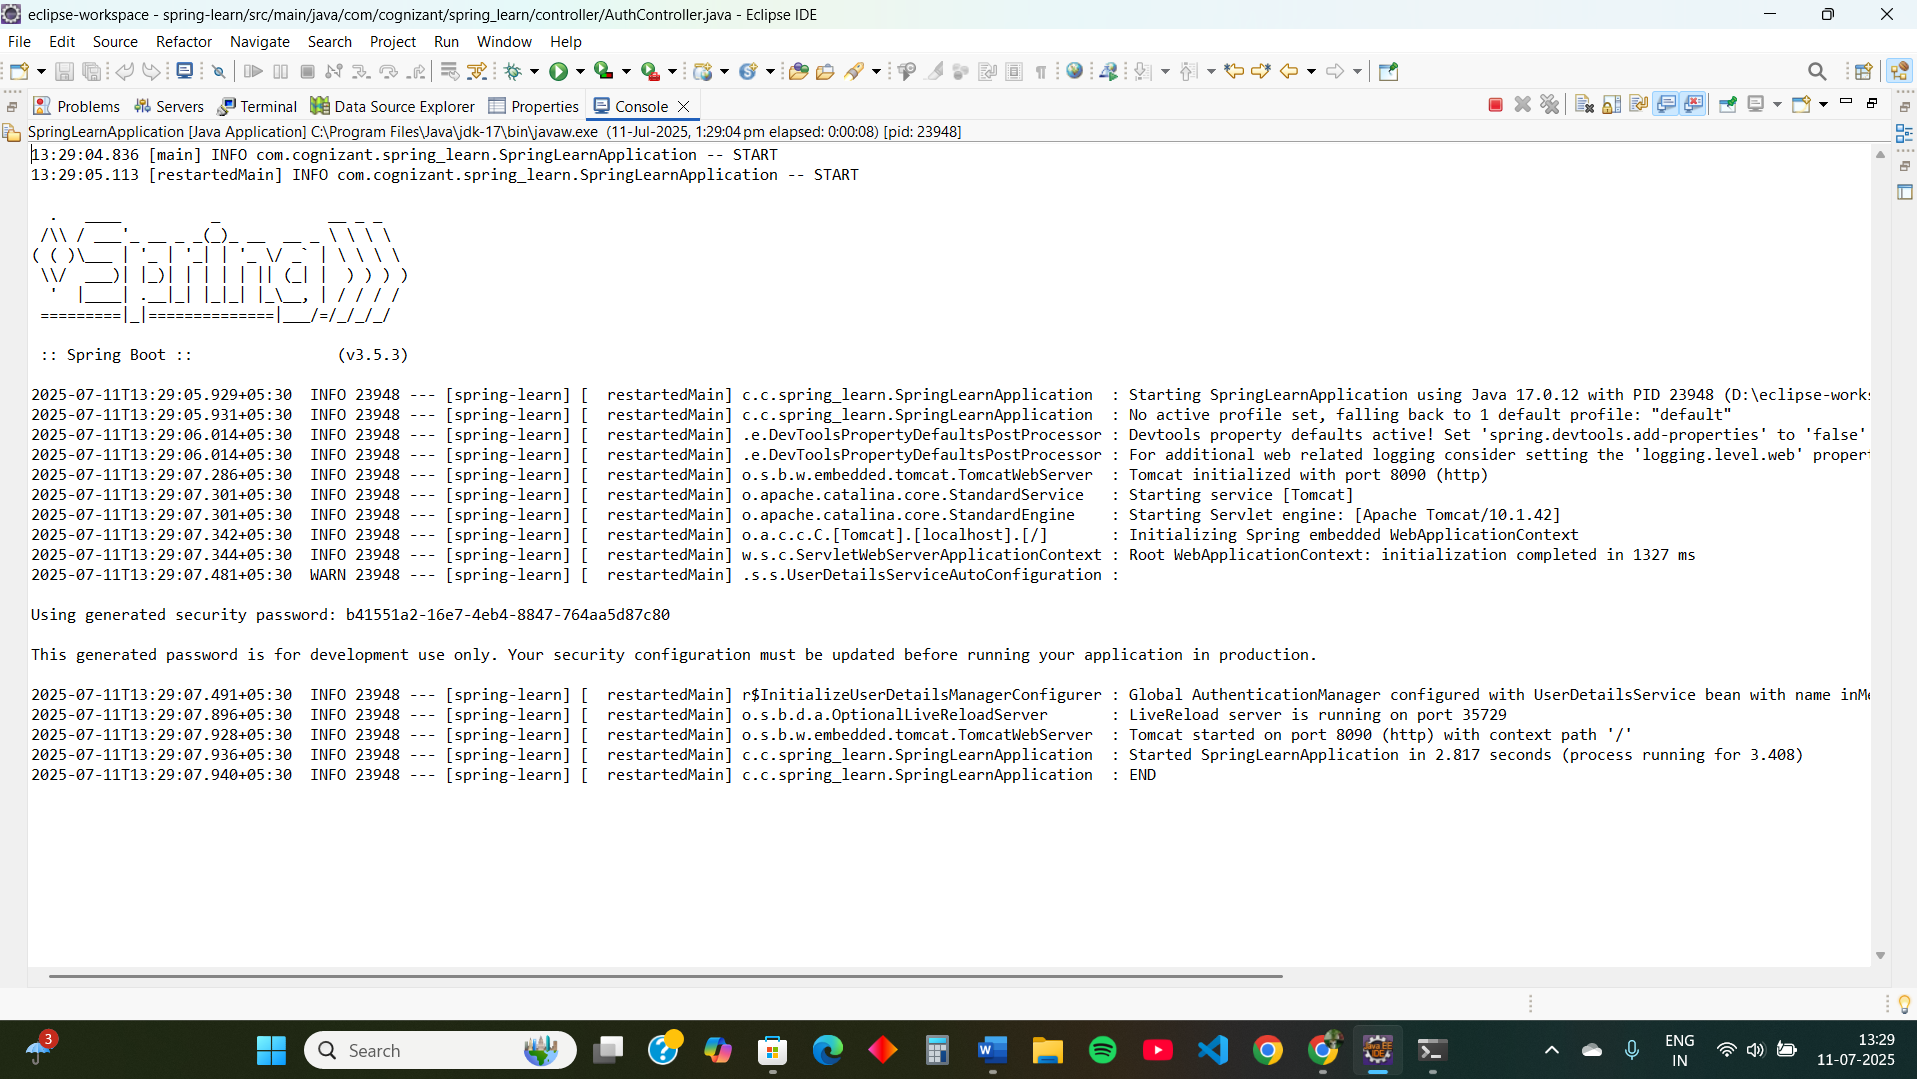 eclipse-workspace - spring-learn/src/main/java/com/cognizant/spring_learn/controller/AuthController.java - Eclipse IDE
File Edit Source Refactor Navigate Search Project Run Window Help
Problems Servers Terminal Data Source Explorer Properties Console
SpringLearnApplication [Java Application] C:\Program Files\Java\jdk-17\bin\javaw.exe (11-Jul-2025, 1:29:04 pm elapsed: 0:00:08) [pid: 23948]
13:29:04.836 [main] INFO com.cognizant.spring_learn.SpringLearnApplication -- START
13:29:05.113 [restartedMain] INFO com.cognizant.spring_learn.SpringLearnApplication -- START
  .   ____          _            __ _ _
 /\\ / ___'_ __ _ _(_)_ __  __ _ \ \ \ \
( ( )\___ | '_ | '_| | '_ \/ _` | \ \ \ \
 \\/  ___)| |_)| | | | | || (_| |  ) ) ) )
  '  |____| .__|_| |_|_| |_\__, | / / / /
 =========|_|==============|___/=/_/_/_/
 :: Spring Boot ::                (v3.5.3)
2025-07-11T13:29:05.929+05:30  INFO 23948 --- [spring-learn] [  restartedMain] c.c.spring_learn.SpringLearnApplication  : Starting SpringLearnApplication using Java 17.0.12 with PID 23948 (D:\eclipse-works
2025-07-11T13:29:05.931+05:30  INFO 23948 --- [spring-learn] [  restartedMain] c.c.spring_learn.SpringLearnApplication  : No active profile set, falling back to 1 default profile: "default"
2025-07-11T13:29:06.014+05:30  INFO 23948 --- [spring-learn] [  restartedMain] .e.DevToolsPropertyDefaultsPostProcessor : Devtools property defaults active! Set 'spring.devtools.add-properties' to 'false'
2025-07-11T13:29:06.014+05:30  INFO 23948 --- [spring-learn] [  restartedMain] .e.DevToolsPropertyDefaultsPostProcessor : For additional web related logging consider setting the 'logging.level.web' propert
2025-07-11T13:29:07.286+05:30  INFO 23948 --- [spring-learn] [  restartedMain] o.s.b.w.embedded.tomcat.TomcatWebServer  : Tomcat initialized with port 8090 (http)
2025-07-11T13:29:07.301+05:30  INFO 23948 --- [spring-learn] [  restartedMain] o.apache.catalina.core.StandardService   : Starting service [Tomcat]
2025-07-11T13:29:07.301+05:30  INFO 23948 --- [spring-learn] [  restartedMain] o.apache.catalina.core.StandardEngine    : Starting Servlet engine: [Apache Tomcat/10.1.42]
2025-07-11T13:29:07.342+05:30  INFO 23948 --- [spring-learn] [  restartedMain] o.a.c.c.C.[Tomcat].[localhost].[/]       : Initializing Spring embedded WebApplicationContext
2025-07-11T13:29:07.344+05:30  INFO 23948 --- [spring-learn] [  restartedMain] w.s.c.ServletWebServerApplicationContext : Root WebApplicationContext: initialization completed in 1327 ms
2025-07-11T13:29:07.481+05:30  WARN 23948 --- [spring-learn] [  restartedMain] .s.s.UserDetailsServiceAutoConfiguration :
Using generated security password: b41551a2-16e7-4eb4-8847-764aa5d87c80
This generated password is for development use only. Your security configuration must be updated before running your application in production.
2025-07-11T13:29:07.491+05:30  INFO 23948 --- [spring-learn] [  restartedMain] r$InitializeUserDetailsManagerConfigurer : Global AuthenticationManager configured with UserDetailsService bean with name inMe
2025-07-11T13:29:07.896+05:30  INFO 23948 --- [spring-learn] [  restartedMain] o.s.b.d.a.OptionalLiveReloadServer       : LiveReload server is running on port 35729
2025-07-11T13:29:07.928+05:30  INFO 23948 --- [spring-learn] [  restartedMain] o.s.b.w.embedded.tomcat.TomcatWebServer  : Tomcat started on port 8090 (http) with context path '/'
2025-07-11T13:29:07.936+05:30  INFO 23948 --- [spring-learn] [  restartedMain] c.c.spring_learn.SpringLearnApplication  : Started SpringLearnApplication in 2.817 seconds (process running for 3.408)
2025-07-11T13:29:07.940+05:30  INFO 23948 --- [spring-learn] [  restartedMain] c.c.spring_learn.SpringLearnApplication  : END
3
Search
ENG
IN
13:29
11-07-2025